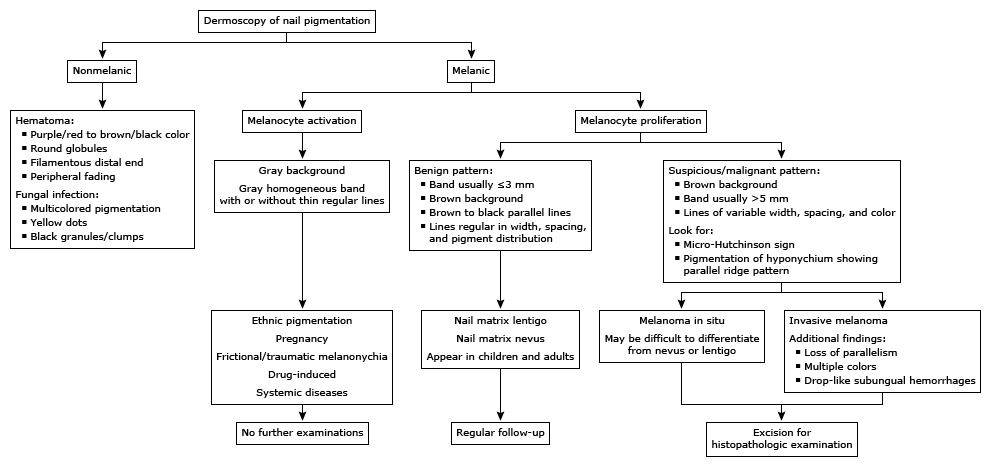 Dermoscopy of nail pigmentation
Nonmelanic
Melanic
Hematoma:
▪ Purple/red to brown/black color
▪ Round globules
▪ Filamentous distal end
▪ Peripheral fading
Fungal infection:
▪ Multicolored pigmentation
▪ Yellow dots
▪ Black granules/clumps
Melanocyte activation
Melanocyte proliferation
Gray background
Gray homogeneous band
with or without thin regular lines
Benign pattern:
▪ Band usually ≤3 mm
▪ Brown background
▪ Brown to black parallel lines
▪ Lines regular in width, spacing,
and pigment distribution
Suspicious/malignant pattern:
▪ Brown background
▪ Band usually >5 mm
▪ Lines of variable width, spacing, and color
Look for:
▪ Micro-Hutchinson sign
▪ Pigmentation of hyponychium showing
parallel ridge pattern
Ethnic pigmentation
Pregnancy
Frictional/traumatic melanonychia
Drug-induced
Systemic diseases
Nail matrix lentigo
Nail matrix nevus
Appear in children and adults
Melanoma in situ
May be difficult to differentiate
from nevus or lentigo
Invasive melanoma
Additional findings:
▪ Loss of parallelism
▪ Multiple colors
▪ Drop-like subungual hemorrhages
No further examinations
Regular follow-up
Excision for
histopathologic examination